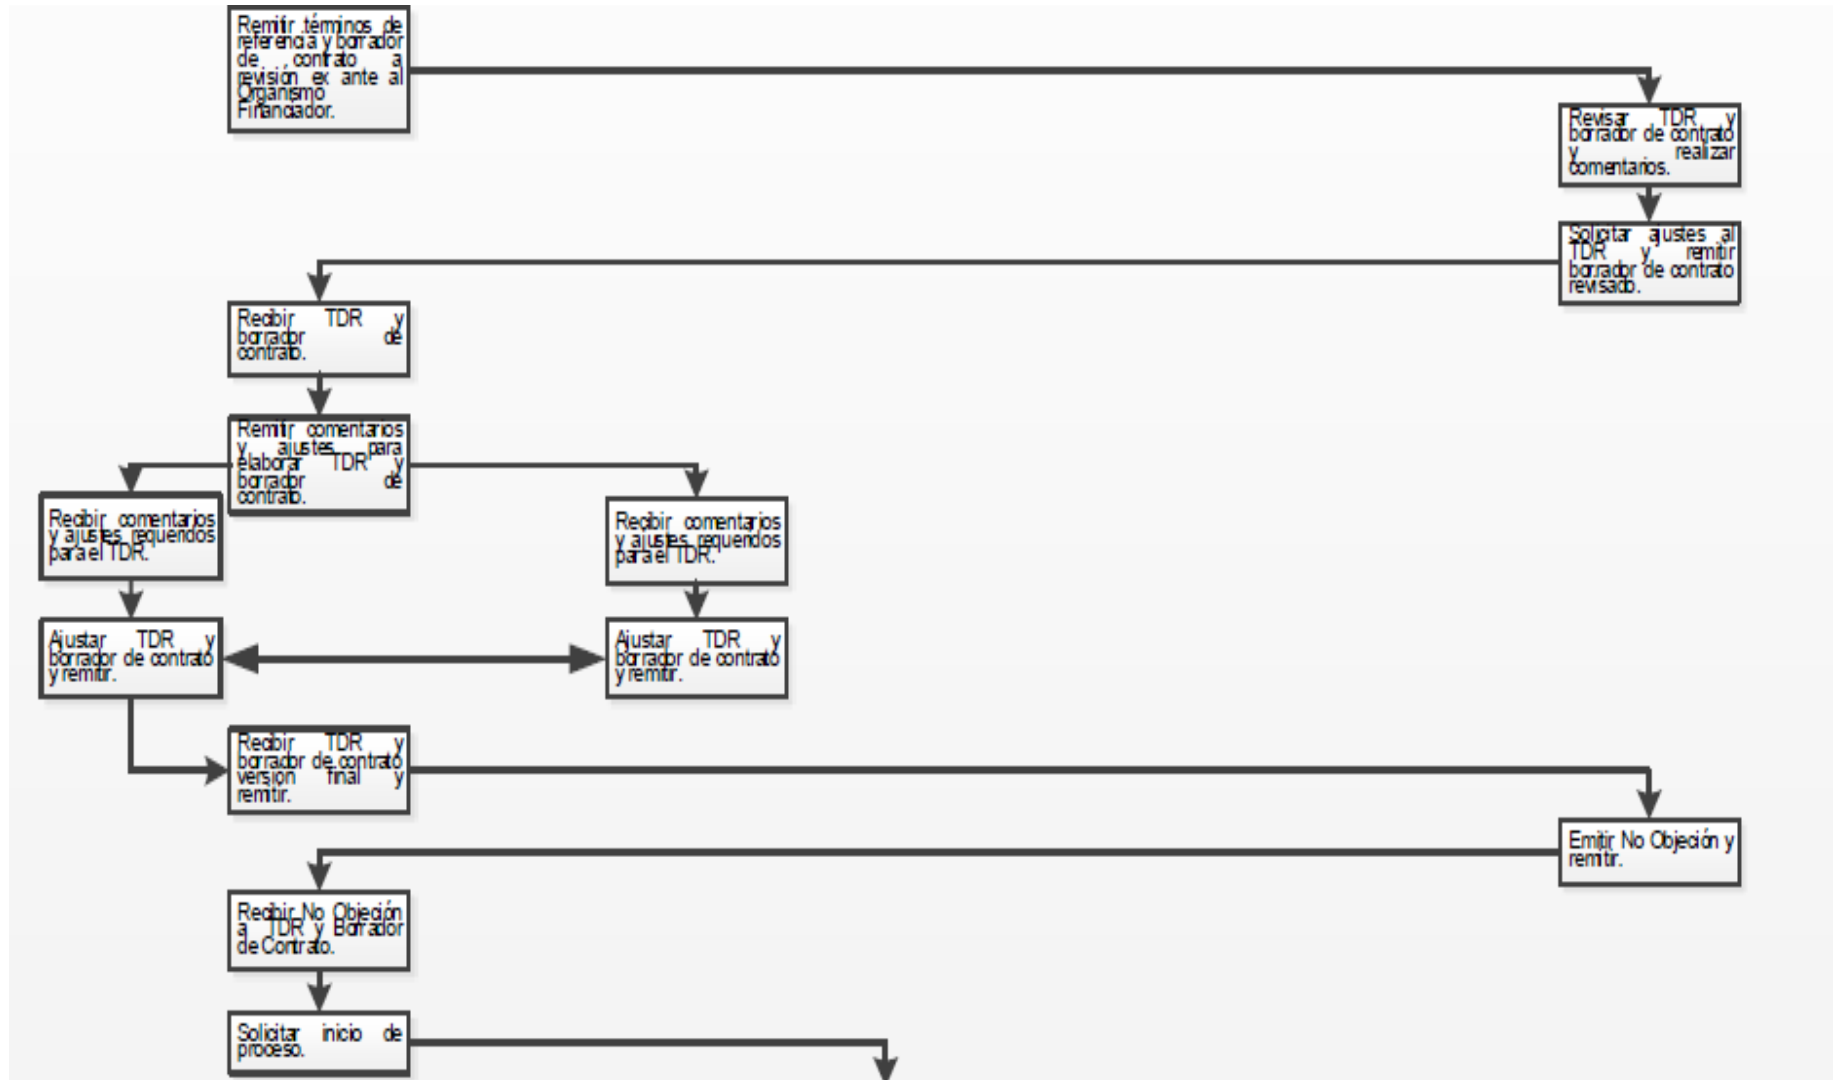 Remitir términos de
referencia y borrador
de contrato a
revisión ex ante al
Organismo
Financiador.
Revisar TDR y
borrador de contrato
y realizar
comentarios.
Solicitar ajustes al
TDR y remitir
borrador de contrato
revisado.
Recibir TDR y
borrador de
contrato.
Remitir comentarios
y ajustes para
elaborar TDR y
borrador de
contrato.
Recibir comentarios
y ajustes requeridos
para el TDR.
Recibir comentarios
y ajustes requeridos
para el TDR.
Ajustar TDR y
borrador de contrato
y remitir.
Ajustar TDR y
borrador de contrato
y remitir.
Recibir TDR y
borrador de contrato
versión final y
remitir.
Emitir No Objeción y
remitir.
Recibir No Objeción
a TDR y Borrador
de Contrato.
Solicitar inicio de
proceso.